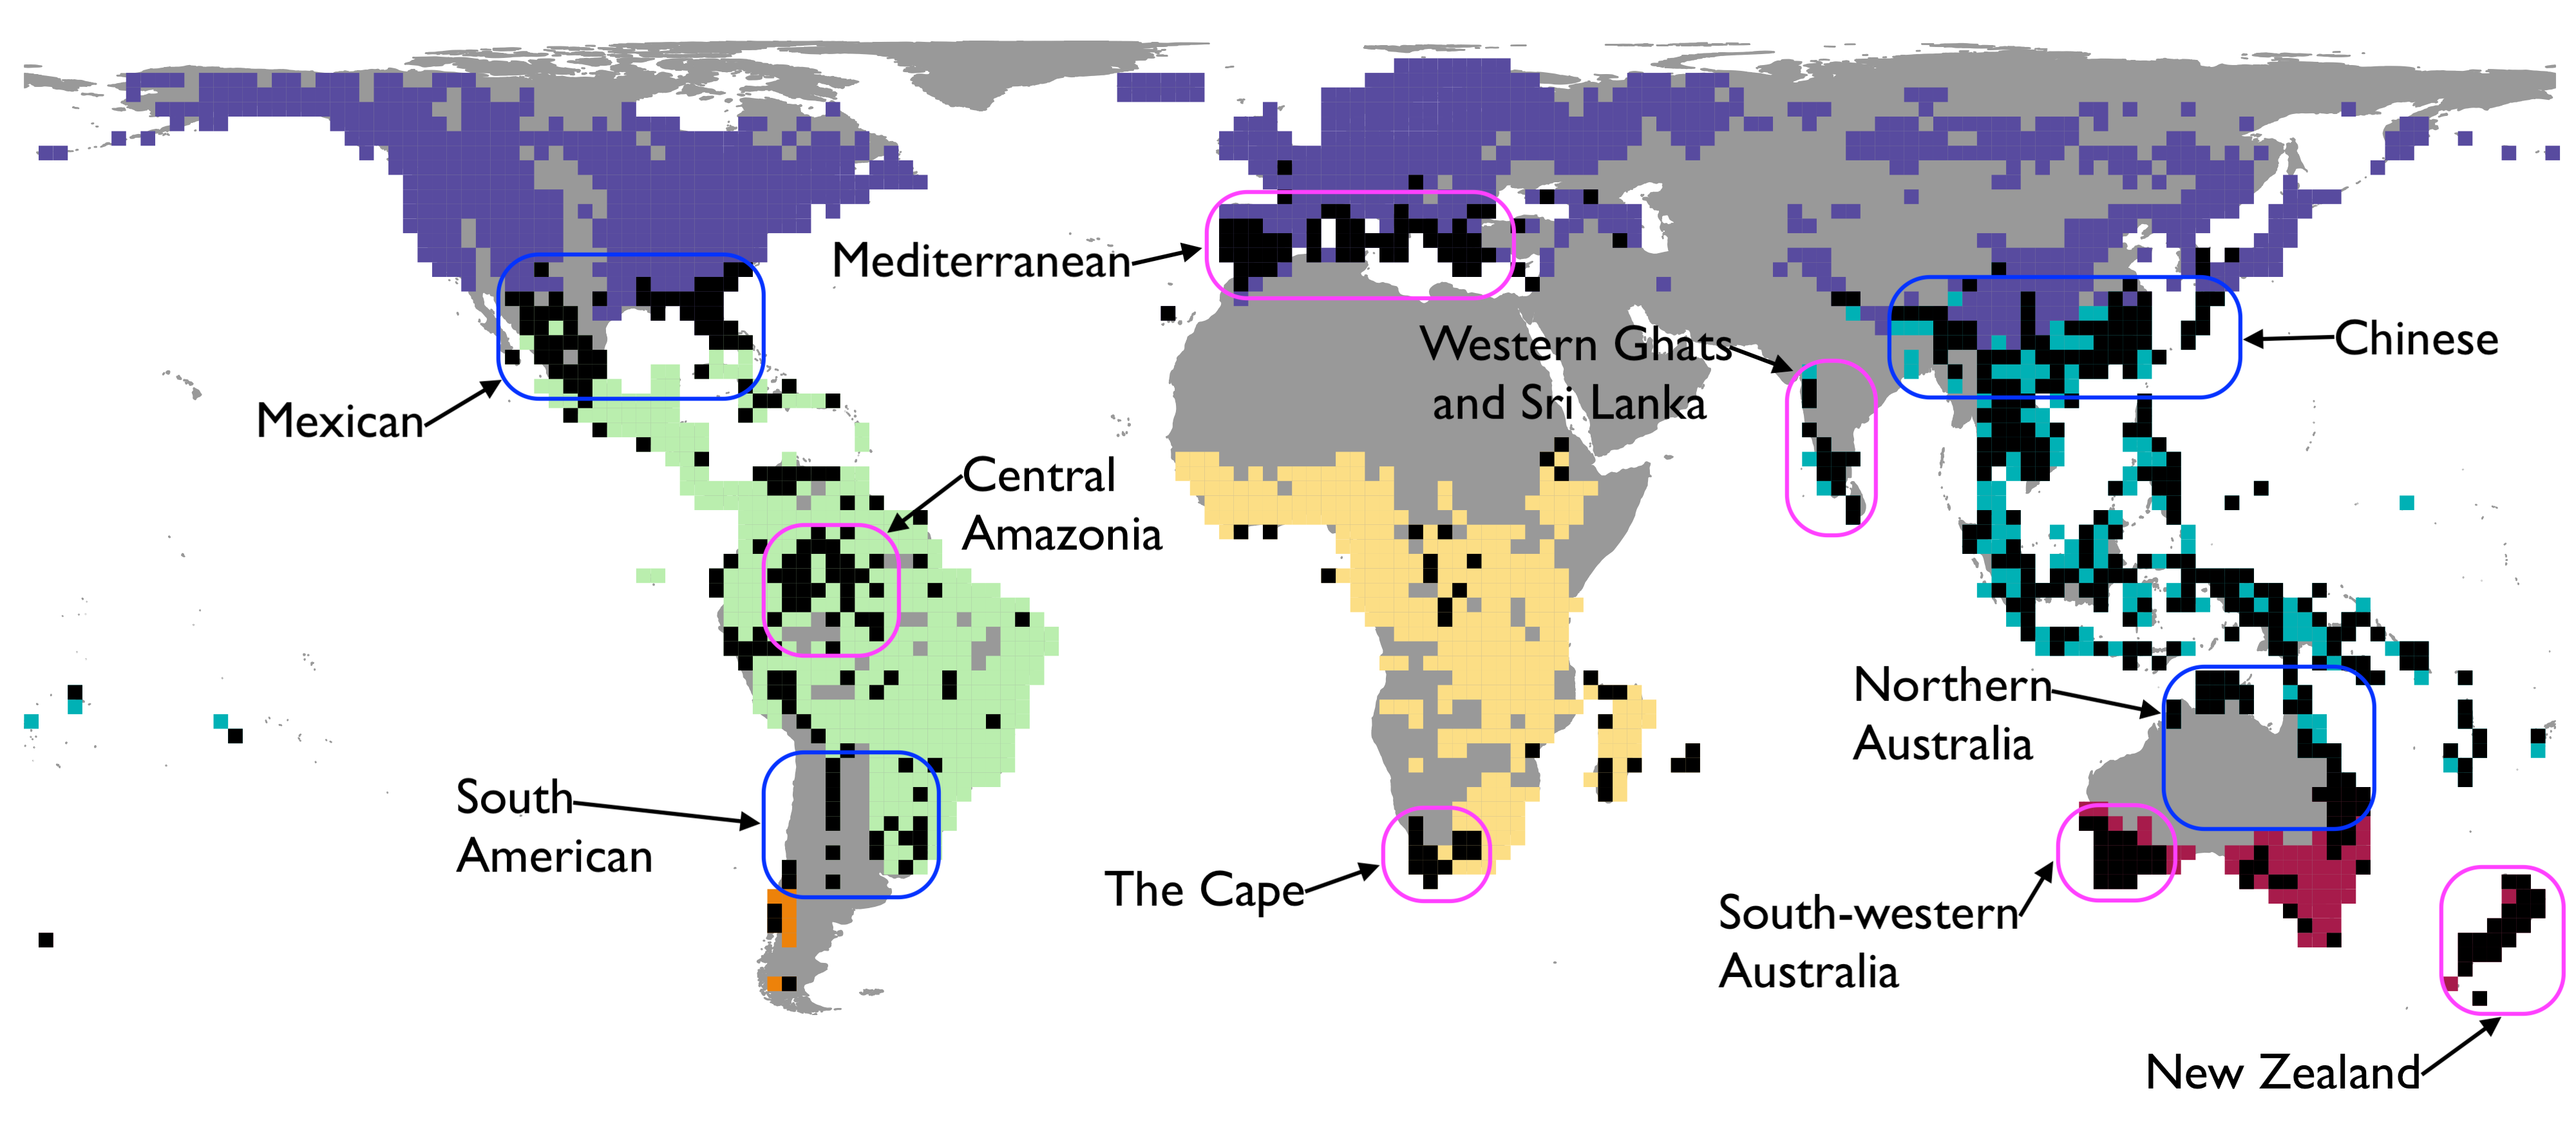 Mediterranean
Western Ghats
and Sri Lanka
Chinese
Mexican
Central
Amazonia
Northern
Australia
South
American
The Cape
South-western
Australia
New Zealand